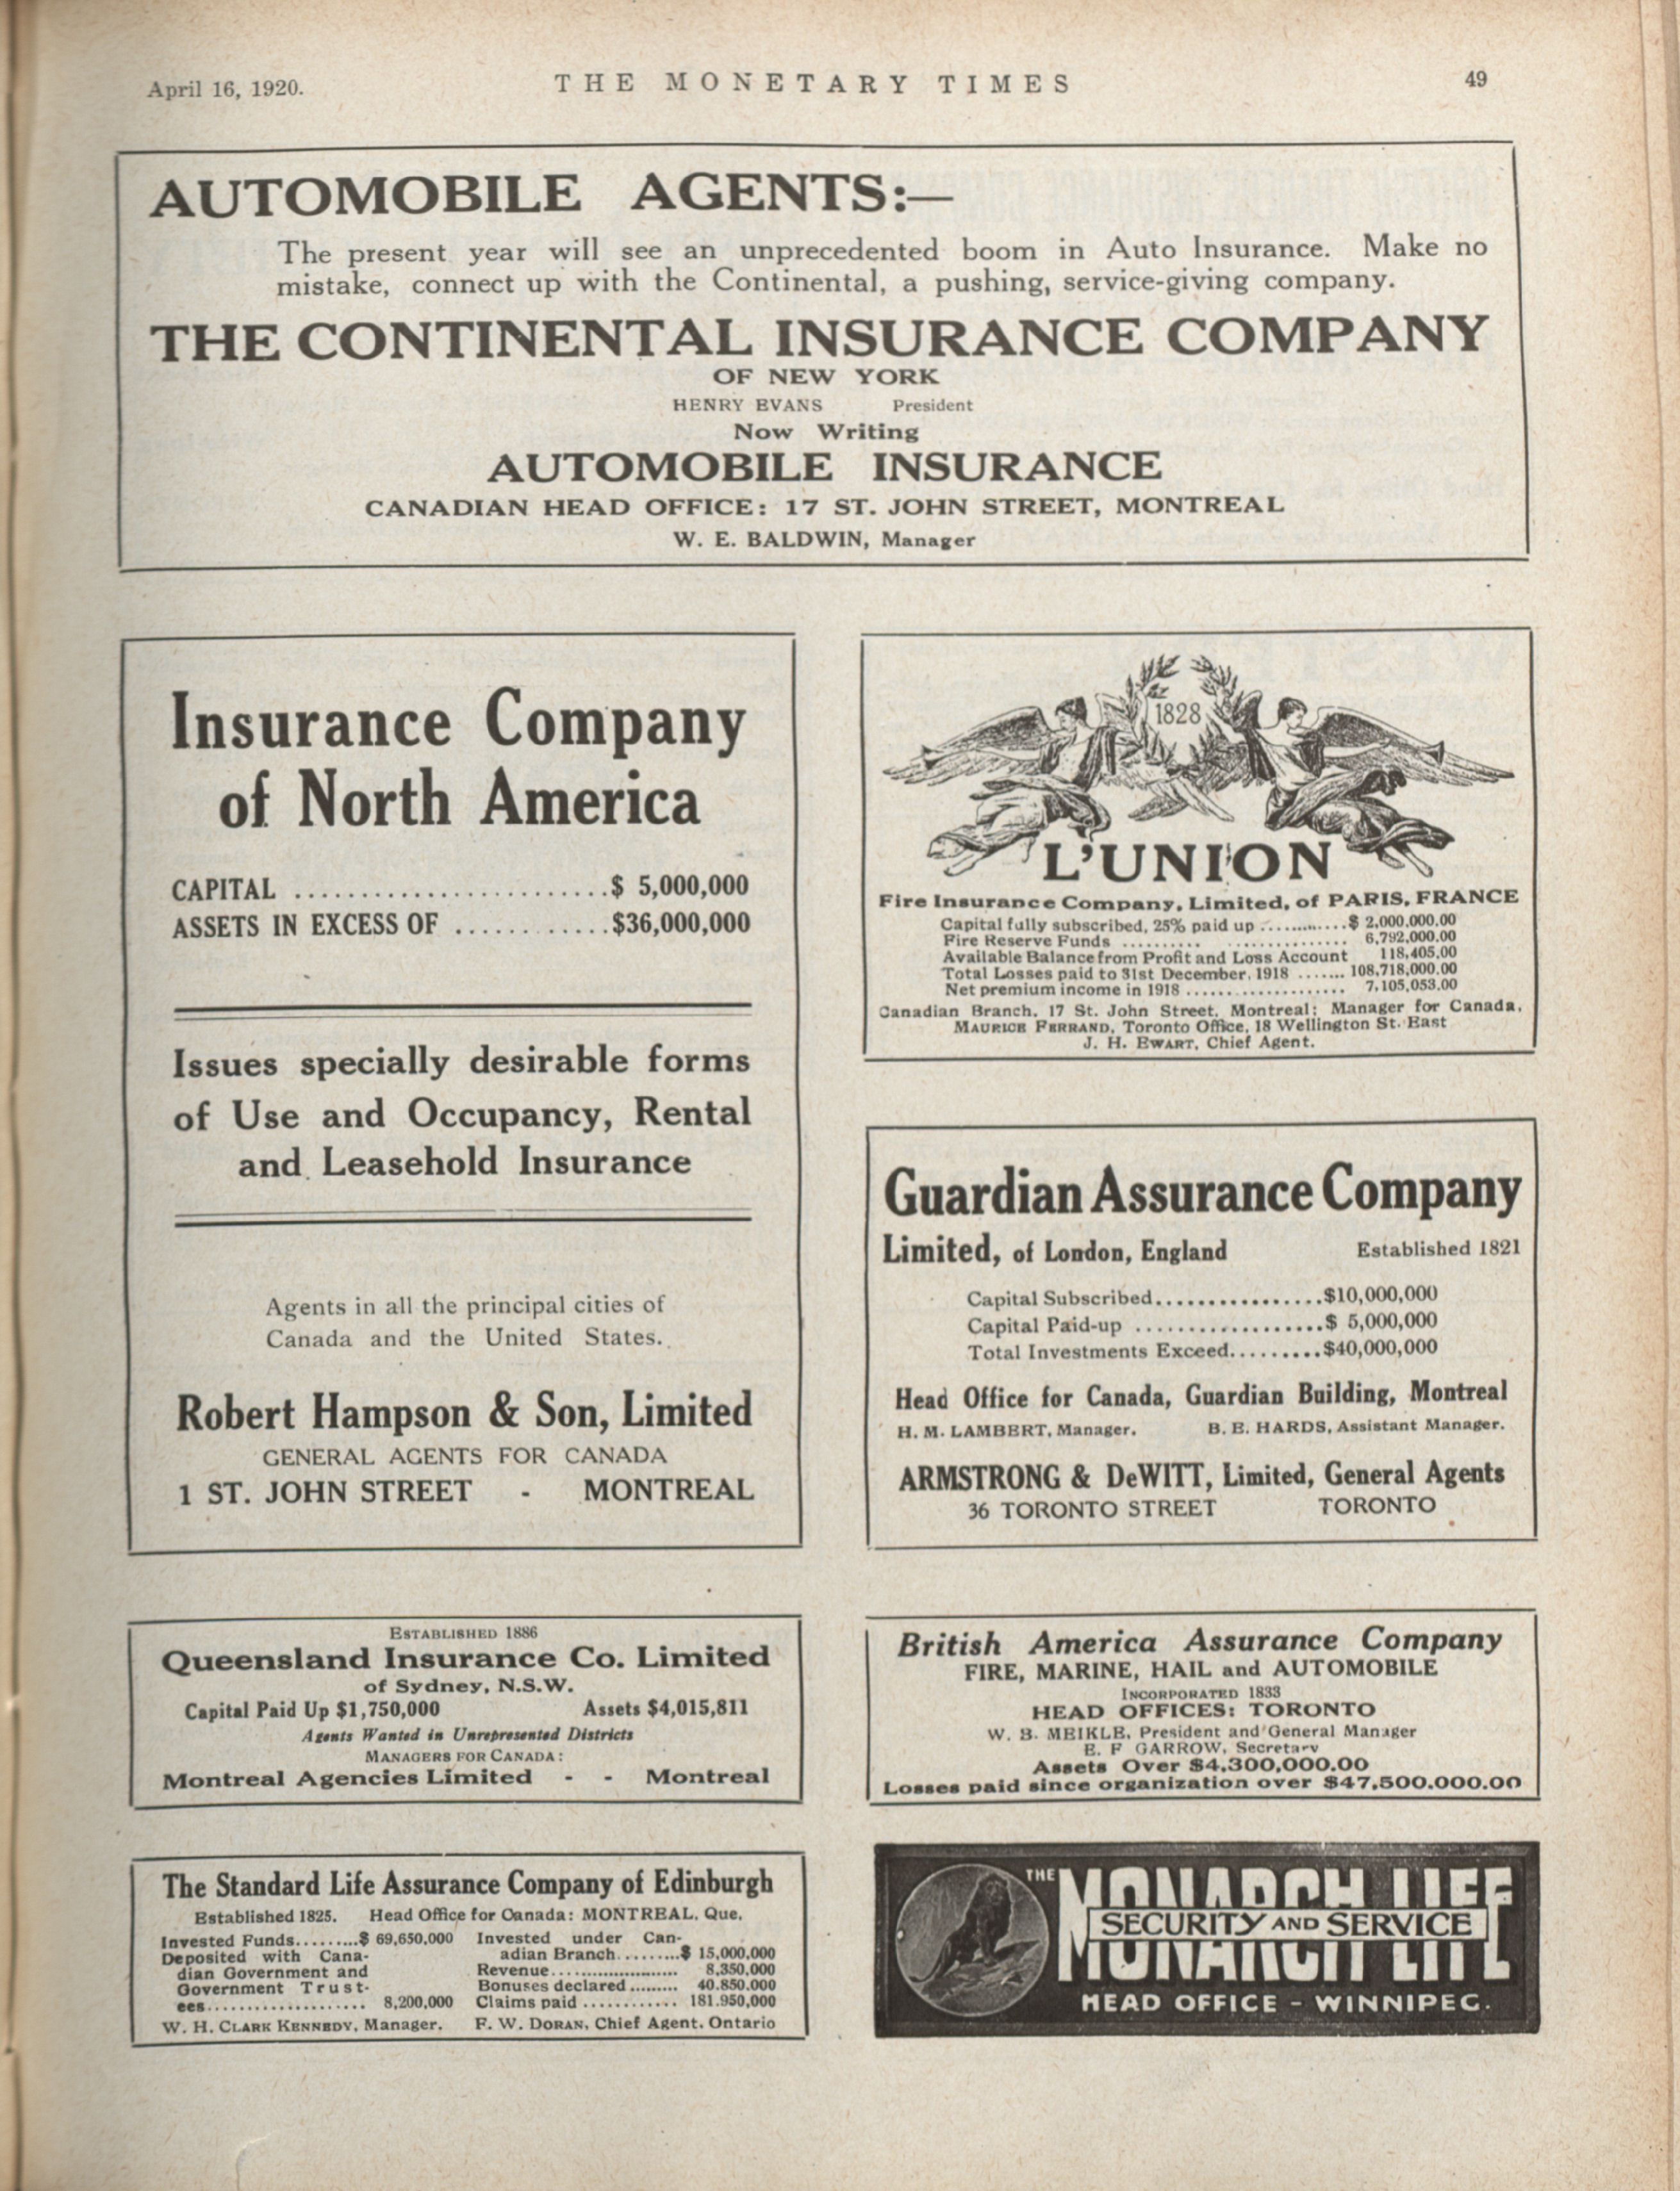 April 16, 1920.
THE MONETARY TIMES
49
AUTOMOBILE AGENTS:—
The present year will see an unprecedented boom in Auto Insurance. Make no
mistake, connect up with the Continental, a pushing, service-giving company.
THE CONTINENTAL INSURANCE COMPANY
OF NEW YORK
HENRY EVANS President
Now Writing
AUTOMOBILE INSURANCE
CANADIAN HEAD OFFICE: 17 ST. JOHN STREET, MONTREAL
W. E. BALDWIN, Manager
Insurance Company
of North America
CAPITAL ........................$ 5,000,000
ASSETS IN EXCESS OF ............$36,000,000
Issues specially desirable forms
of Use and Occupancy, Rental
and Leasehold Insurance
Agents in all the principal cities of
Canada and the United States.
Robert Hampson & Son, Limited
GENERAL AGENTS FOR CANADA
1 ST. JOHN STREET - MONTREAL
1828
L'UNION
Fire Insurance Company, Limited, of PARIS, FRANCE
Capital fully subscribed, 25% paid up ............$ 2,000,000.00
Fire Reserve Funds .......... .............. 6,792,000.00
Available Balance from Profit and Loss Account 118,405.00
Total Losses paid to 31st December, 1918 ....... 108,718,000.00
Net premium income in 1918 .................... 7,105,053.00
Canadian Branch, 17 St. John Street, Montreal; Manager for Canada,
MAURICE FERRAND, Toronto Office, 18 Wellington St. East
J. H. EWART, Chief Agent.
Guardian Assurance Company
Limited, of London, England Established 1821
Capital Subscribed................$10,000,000
Capital Paid-up ..................$ 5,000,000
Total Investments Exceed.........$40,000,000
Head Office for Canada, Guardian Building, Montreal
H. M. LAMBERT, Manager. B. E. HARDS, Assistant Manager.
ARMSTRONG & DeWITT, Limited, General Agents
36 TORONTO STREET TORONTO
ESTABLISHED 1886
Queensland Insurance Co. Limited
of Sydney, N.S.W.
Capital Paid Up $1,750,000 Assets $4,015,811
Agents Wanted in Unrepresented Districts
MANAGERS FOR CANADA:
Montreal Agencies Limited - - Montreal
British America Assurance Company
FIRE, MARINE, HAIL and AUTOMOBILE
INCORPORATED 1833
HEAD OFFICES: TORONTO
W. B. MEIKLE, President and General Manager
E. F GARROW, Secretary
Assets Over $4,300,000.00
Losses paid since organization over $47,500,000.00
The Standard Life Assurance Company of Edinburgh
Established 1825. Head Office for Canada: MONTREAL, Que.
Invested Funds.........$ 69,650,000
Deposited with Cana-
dian Government and
Government Trust-
ees.................... 8,200,000
W. H. CLARK KENNEDY, Manager.
Invested under Can-
adian Branch.........$ 15,000,000
Revenue...................... 8,350,000
Bonuses declared......... 40,850,000
Claims paid ............ 181,950,000
F. W. DORAN, Chief Agent, Ontario
THE MONARCH LIFE
SECURITY AND SERVICE
MONARCH LIFE
HEAD OFFICE - WINNIPEG.